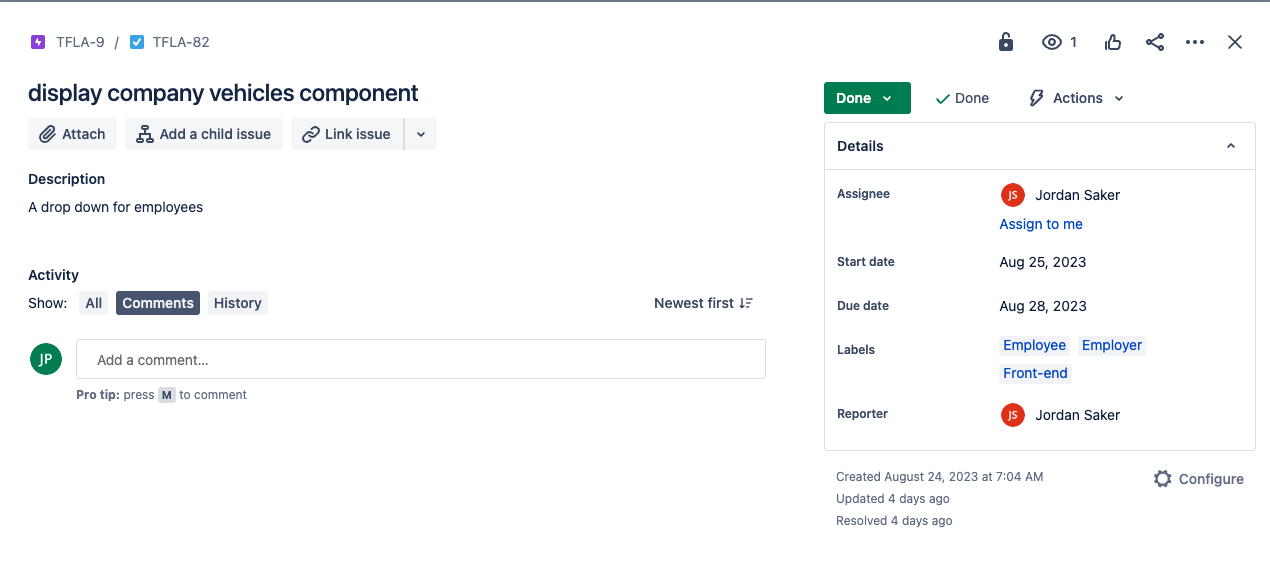 TFLA-9 / TFLA-82
1
display company vehicles component
Attach
Add a child issue
Link issue
Description
A drop down for employees
Activity
Show: All Comments History
Newest first
JP
Add a comment...
Pro tip: press M to comment
Done
Done
Actions
Details
Assignee
JS Jordan Saker
Assign to me
Start date
Aug 25, 2023
Due date
Aug 28, 2023
Labels
Employee Employer
Front-end
Reporter
JS Jordan Saker
Created August 24, 2023 at 7:04 AM
Updated 4 days ago
Resolved 4 days ago
Configure